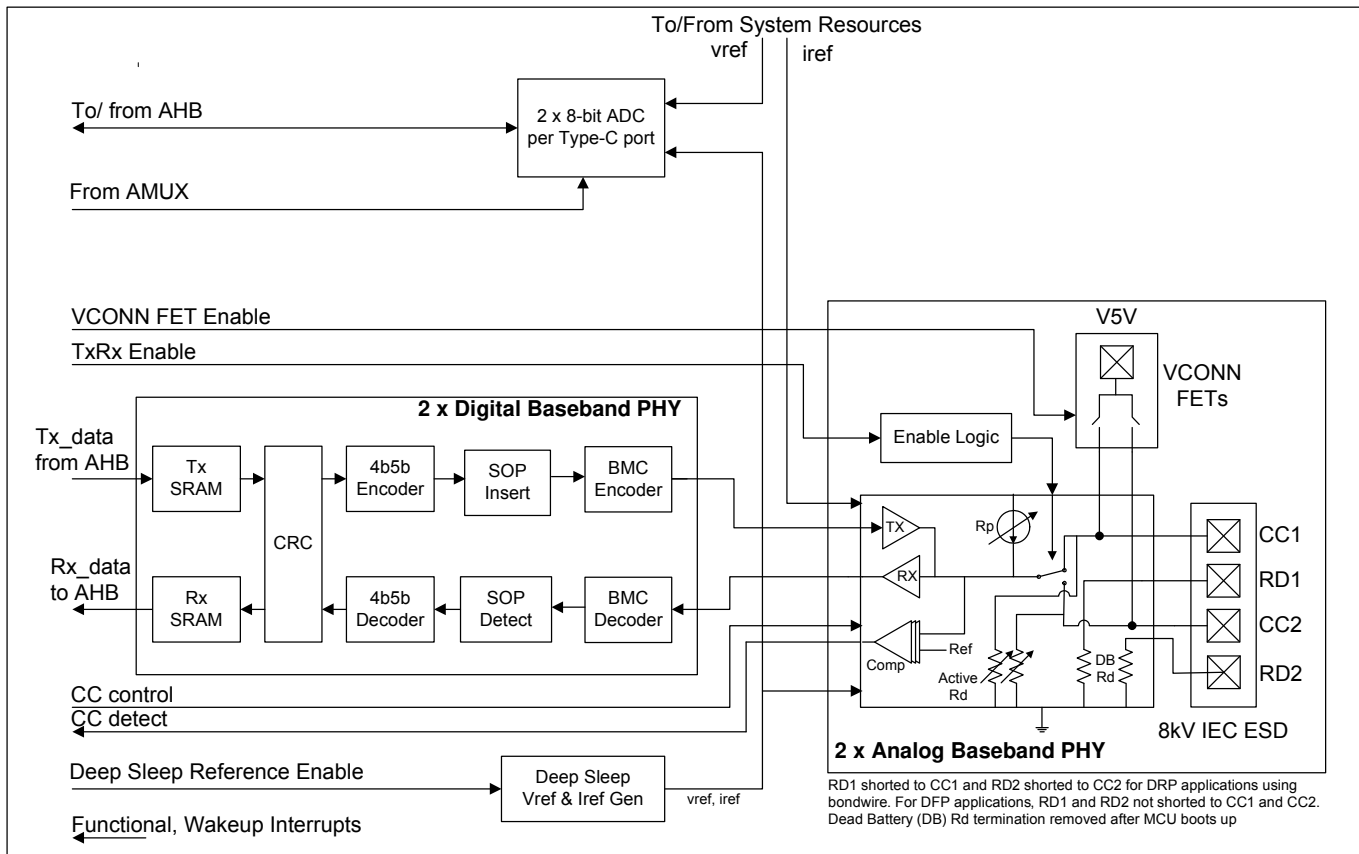 To/From System Resources
vref
iref
To/ from AHB
2 x 8-bit ADC
per Type-C port
From AMUX
VCONN FET Enable
TxRx Enable
V5V
VCONN
FETs
2 x Digital Baseband PHY
Enable Logic
Tx_data
from AHB
Tx
SRAM
CRC
4b5b
Encoder
SOP
Insert
BMC
Encoder
TX
Rp
CC1
Rx_data
to AHB
Rx
SRAM
4b5b
Decoder
SOP
Detect
BMC
Decoder
RX
RD1
CC2
Comp
Ref
Active
Rd
DB
Rd
RD2
CC control
CC detect
8kV IEC ESD
2 x Analog Baseband PHY
Deep Sleep Reference Enable
Deep Sleep
Vref & Iref Gen
vref, iref
RD1 shorted to CC1 and RD2 shorted to CC2 for DRP applications using
bondwire. For DFP applications, RD1 and RD2 not shorted to CC1 and CC2.
Dead Battery (DB) Rd termination removed after MCU boots up
Functional, Wakeup Interrupts